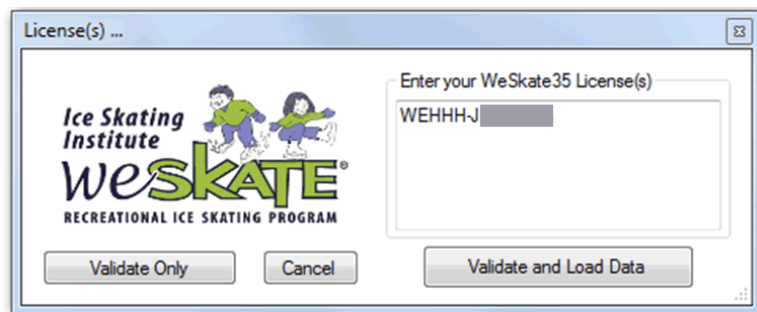 License(s) ...
Ice Skating
Institute
WeSKATE®
RECREATIONAL ICE SKATING PROGRAM
Enter your WeSkate35 License(s)
WEHHH-J
Validate Only
Cancel
Validate and Load Data